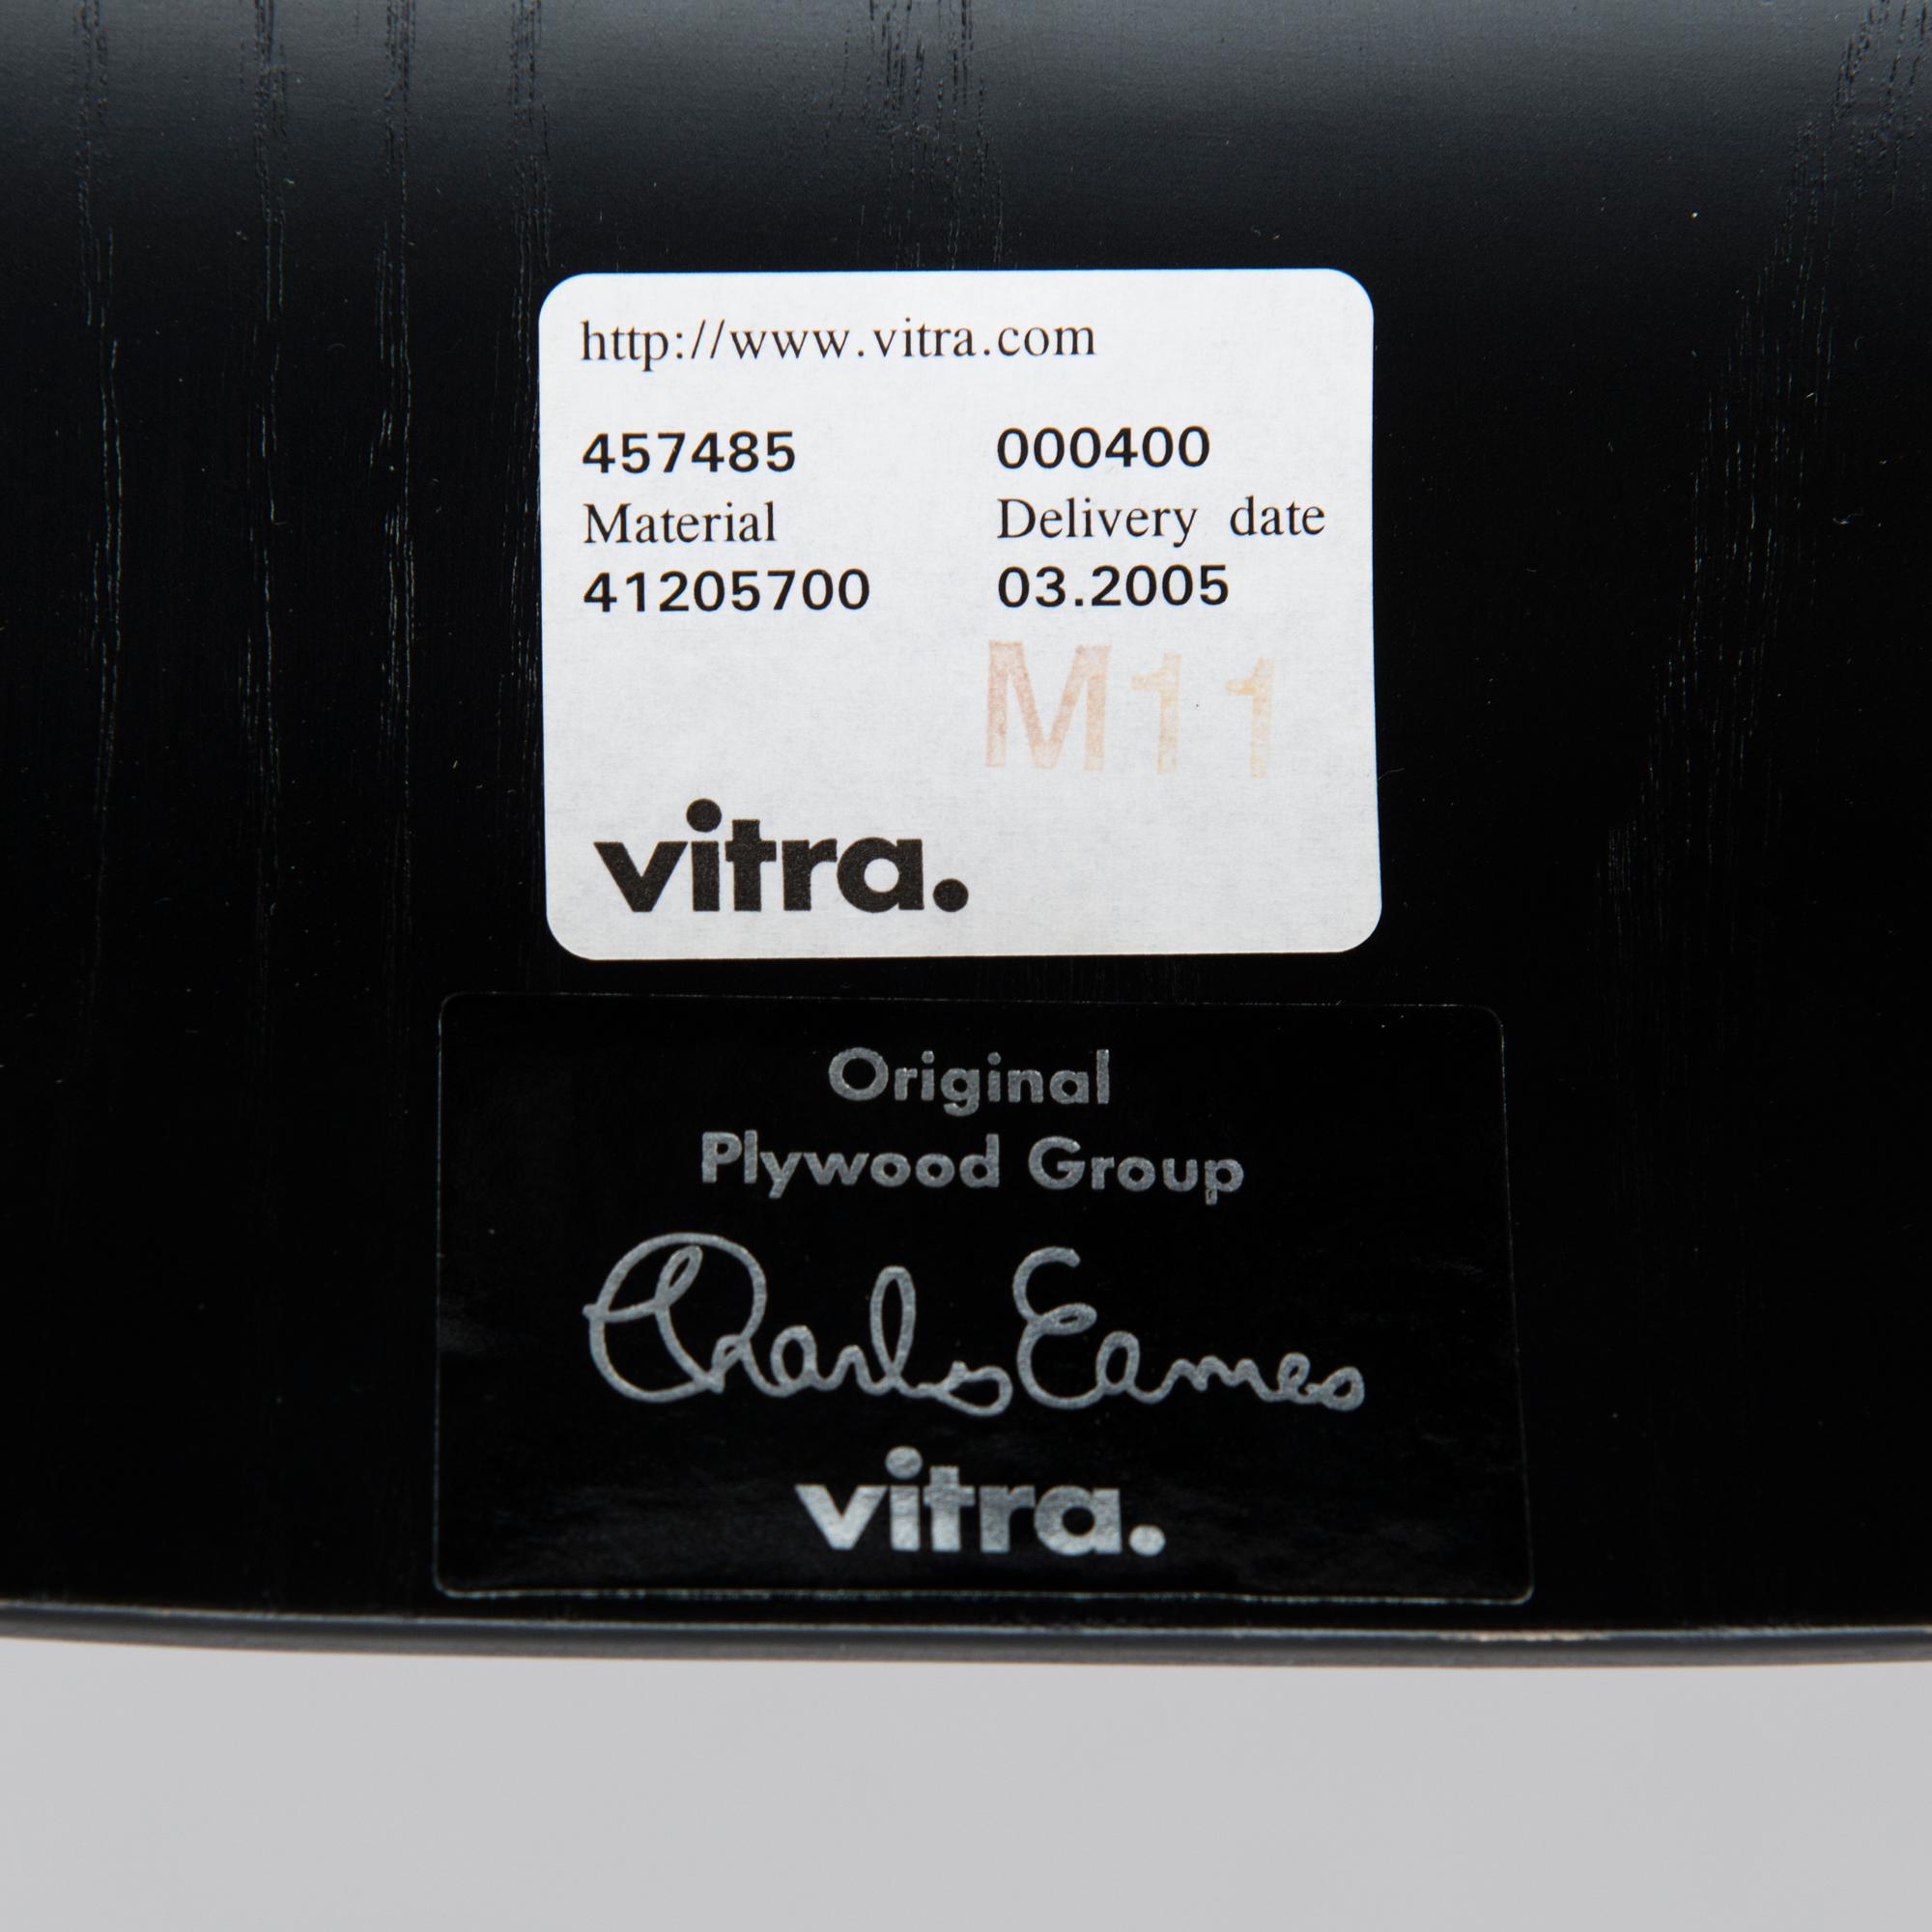 http://www.vitra.com
457485 000400
Material Delivery date
41205700 03.2005
M11
vitra.
Original
Plywood Group
Charles Eames
vitra.